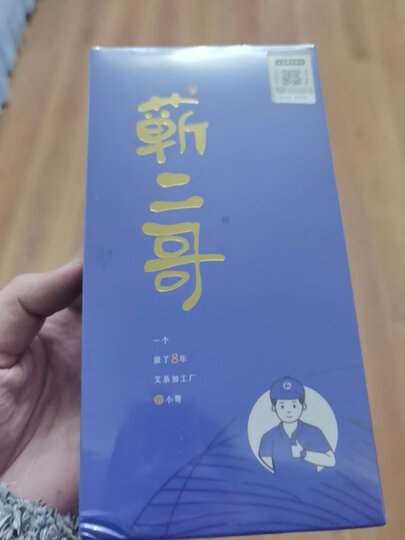 蕲二哥
一个
做了8年
艾条加工厂
的小哥